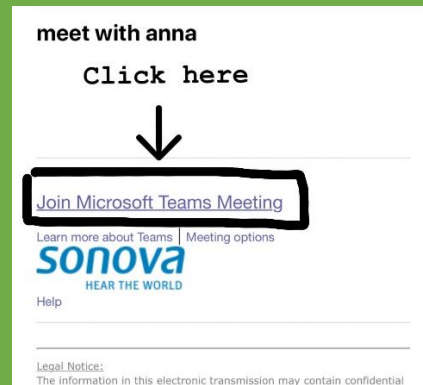 meet with anna
Click here
Join Microsoft Teams Meeting
Learn more about Teams | Meeting options
sonova
HEAR THE WORLD
Help
Legal Notice:
The information in this electronic transmission may contain confidential